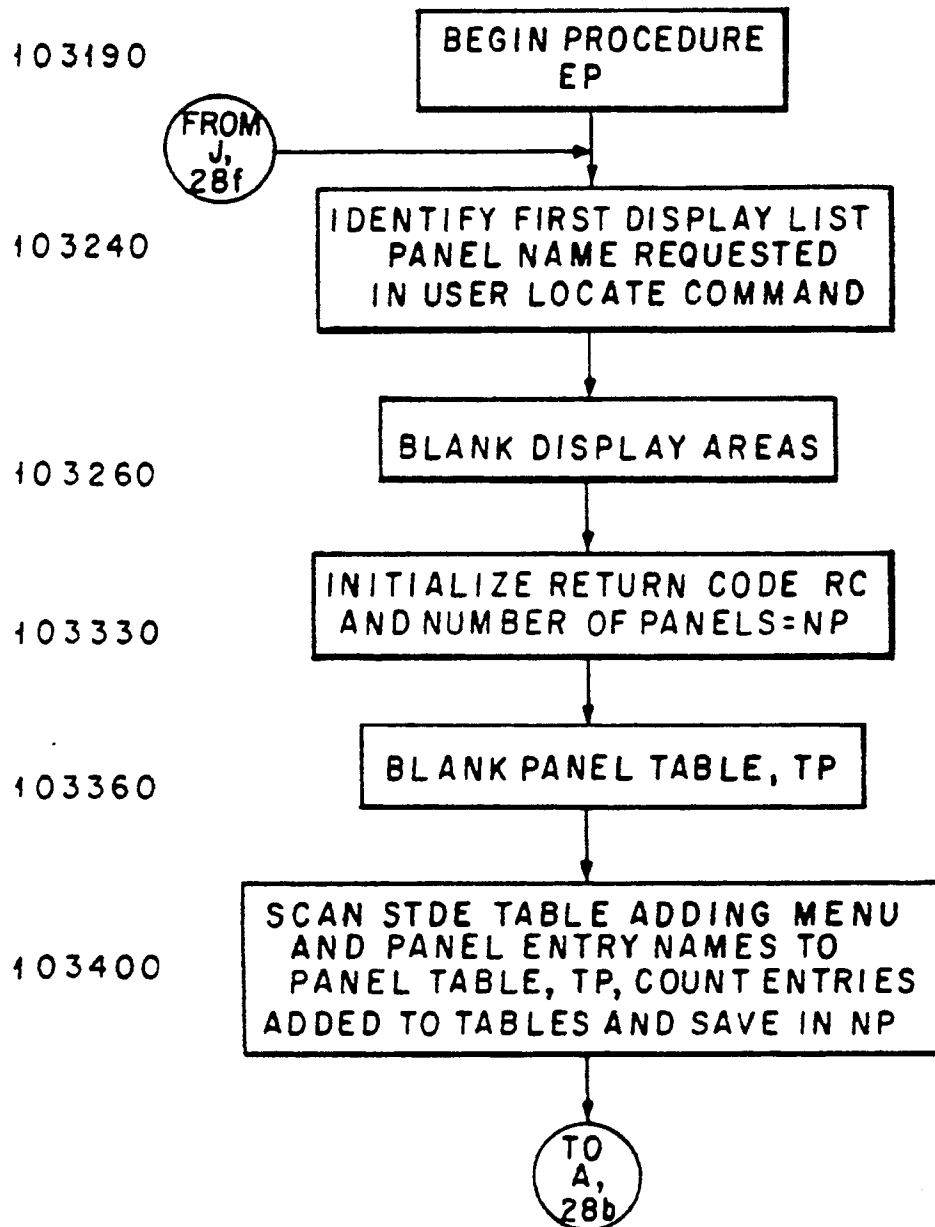 103190
BEGIN PROCEDURE
EP
FROM
J,
28f
103240
IDENTIFY FIRST DISPLAY LIST
PANEL NAME REQUESTED
IN USER LOCATE COMMAND
103260
BLANK DISPLAY AREAS
103330
INITIALIZE RETURN CODE RC
AND NUMBER OF PANELS=NP
103360
BLANK PANEL TABLE, TP
103400
SCAN STDE TABLE ADDING MENU
AND PANEL ENTRY NAMES TO
PANEL TABLE, TP, COUNT ENTRIES
ADDED TO TABLES AND SAVE IN NP
TO
A,
28b